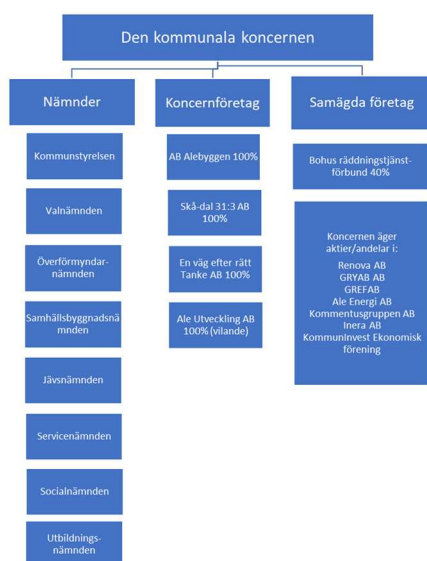 Den kommunala koncernen
Nämnder
Kommunstyrelsen
Valnämnden
Överförmyndar-
nämnden
Samhällsbyggnadsnä
mnden
Jävsnämnden
Servicenämnden
Socialnämnden
Utbildnings-
nämnden
Koncernföretag
AB Alebyggen 100%
Skå-dal 31:3 AB
100%
En väg efter rätt
Tanke AB 100%
Ale Utveckling AB
100% (vilande)
Samägda företag
Bohus räddningstjänst-
förbund 40%
Koncernen äger
aktier/andelar i:
Renova AB
GRYAB AB
GREFAB
Ale Energi AB
Kommentusgruppen AB
Inera AB
KommunInvest Ekonomisk
förening